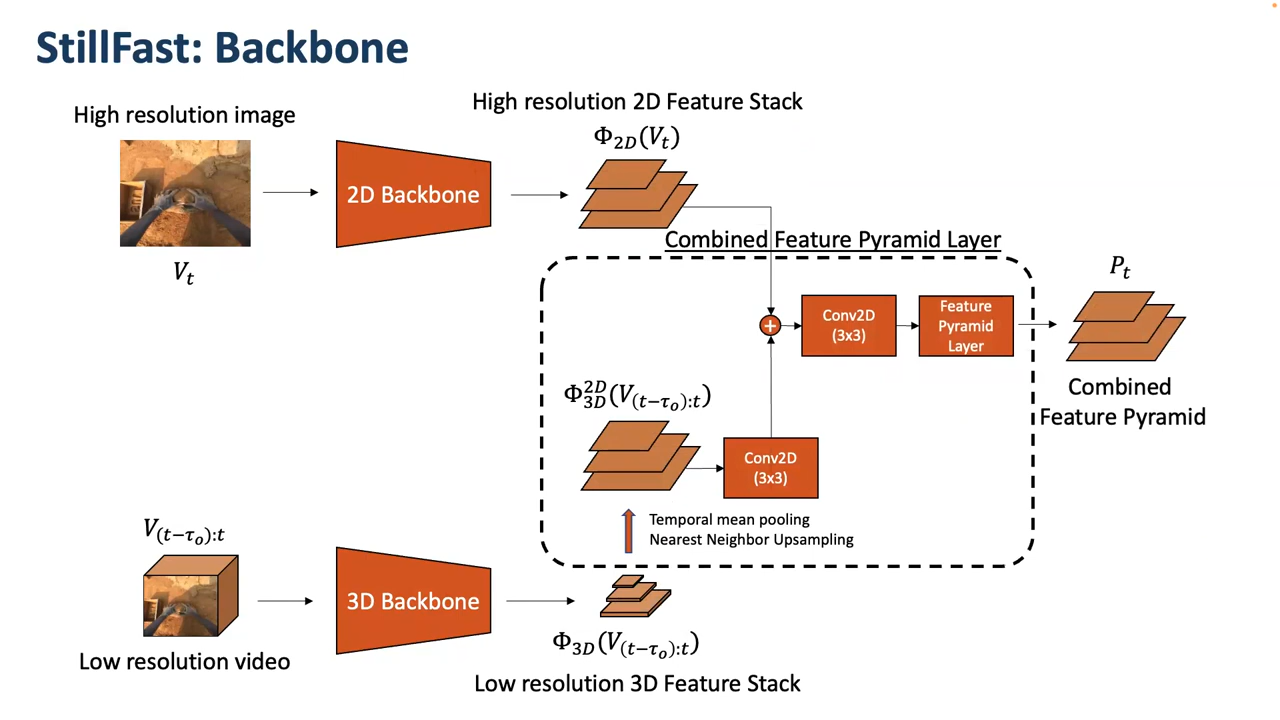 StillFast: Backbone
High resolution 2D Feature Stack
High resolution image
Φ₂D(Vₜ)
2D Backbone
Combined Feature Pyramid Layer
Vₜ
Pₜ
Conv2D
(3x3)
Feature
Pyramid
Layer
+
Φ²ᴰ₃D(V₍ₜ₋τₒ₎:ₜ)
Combined
Feature Pyramid
Conv2D
(3x3)
Temporal mean pooling
Nearest Neighbor Upsampling
V₍ₜ₋τₒ₎:ₜ
3D Backbone
Φ₃D(V₍ₜ₋τₒ₎:ₜ)
Low resolution video
Low resolution 3D Feature Stack